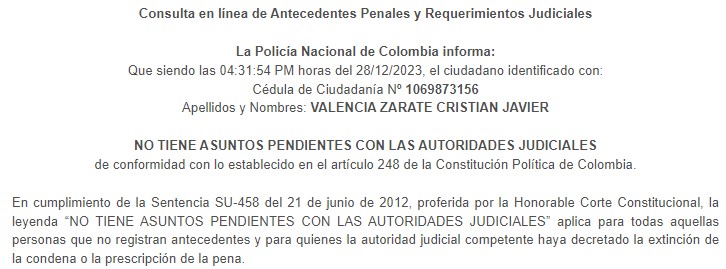 Consulta en línea de Antecedentes Penales y Requerimientos Judiciales
La Policía Nacional de Colombia informa:
Que siendo las 04:31:54 PM horas del 28/12/2023, el ciudadano identificado con:
Cédula de Ciudadanía Nº 1069873156
Apellidos y Nombres: VALENCIA ZARATE CRISTIAN JAVIER
NO TIENE ASUNTOS PENDIENTES CON LAS AUTORIDADES JUDICIALES
de conformidad con lo establecido en el artículo 248 de la Constitución Política de Colombia.
En cumplimiento de la Sentencia SU-458 del 21 de junio de 2012, proferida por la Honorable Corte Constitucional, la
leyenda “NO TIENE ASUNTOS PENDIENTES CON LAS AUTORIDADES JUDICIALES” aplica para todas aquellas
personas que no registran antecedentes y para quienes la autoridad judicial competente haya decretado la extinción de
la condena o la prescripción de la pena.